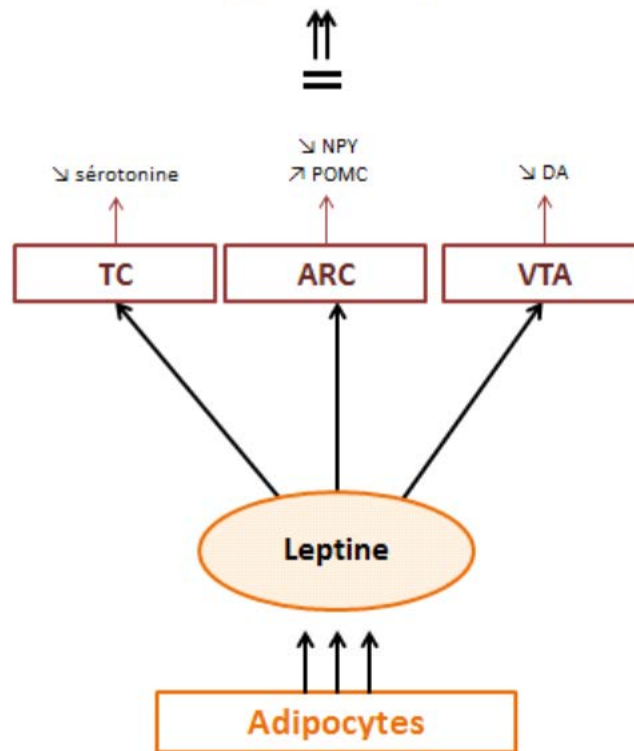 ↘ NPY
↘ sérotonine
↗ POMC
↘ DA
TC
ARC
VTA
Leptine
Adipocytes